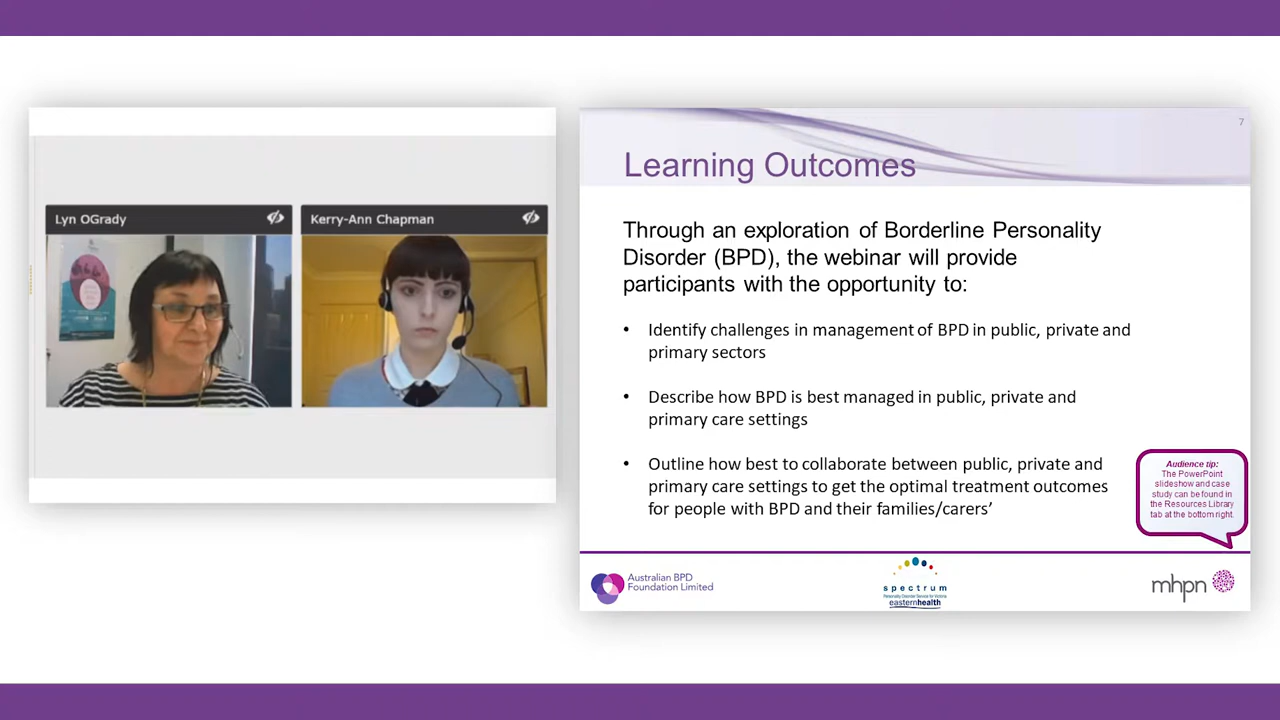 Lyn OGrady
Kerry-Ann Chapman
7
Learning Outcomes
Through an exploration of Borderline Personality
Disorder (BPD), the webinar will provide
participants with the opportunity to:
• Identify challenges in management of BPD in public, private and
primary sectors
• Describe how BPD is best managed in public, private and
primary care settings
• Outline how best to collaborate between public, private and
primary care settings to get the optimal treatment outcomes
for people with BPD and their families/carers’
Audience tip:
The PowerPoint
slideshow and case
study can be found in
the Resources Library
tab at the bottom right.
Australian BPD
Foundation Limited
spectrum
Personality Disorder Service for Victoria
easternhealth
mhpn